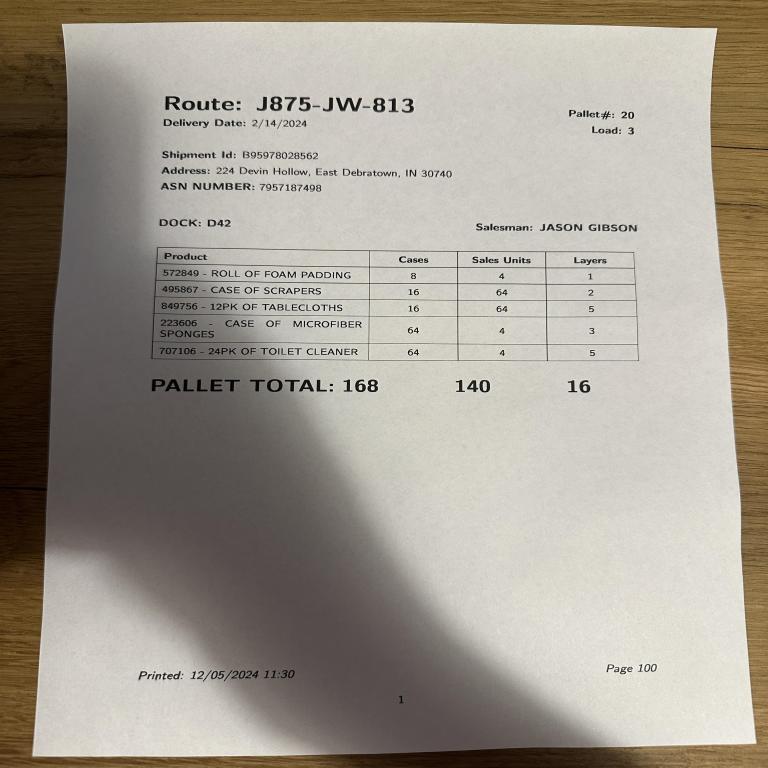 Route: J875-JW-813
Delivery Date: 2/14/2024
Pallet#: 20
Load: 3
Shipment Id: B95978028562
Address: 224 Devin Hollow, East Debratown, IN 30740
ASN NUMBER: 7957187498
DOCK: D42
Salesman: JASON GIBSON
Product Cases Sales Units Layers
572849 - ROLL OF FOAM PADDING 8 4 1
495867 - CASE OF SCRAPERS 16 64 2
849756 - 12PK OF TABLECLOTHS 16 64 5
223606 - CASE OF MICROFIBER
SPONGES 64 4 3
707106 - 24PK OF TOILET CLEANER 64 4 5
PALLET TOTAL: 168 140 16
Printed: 12/05/2024 11:30
Page 100
1